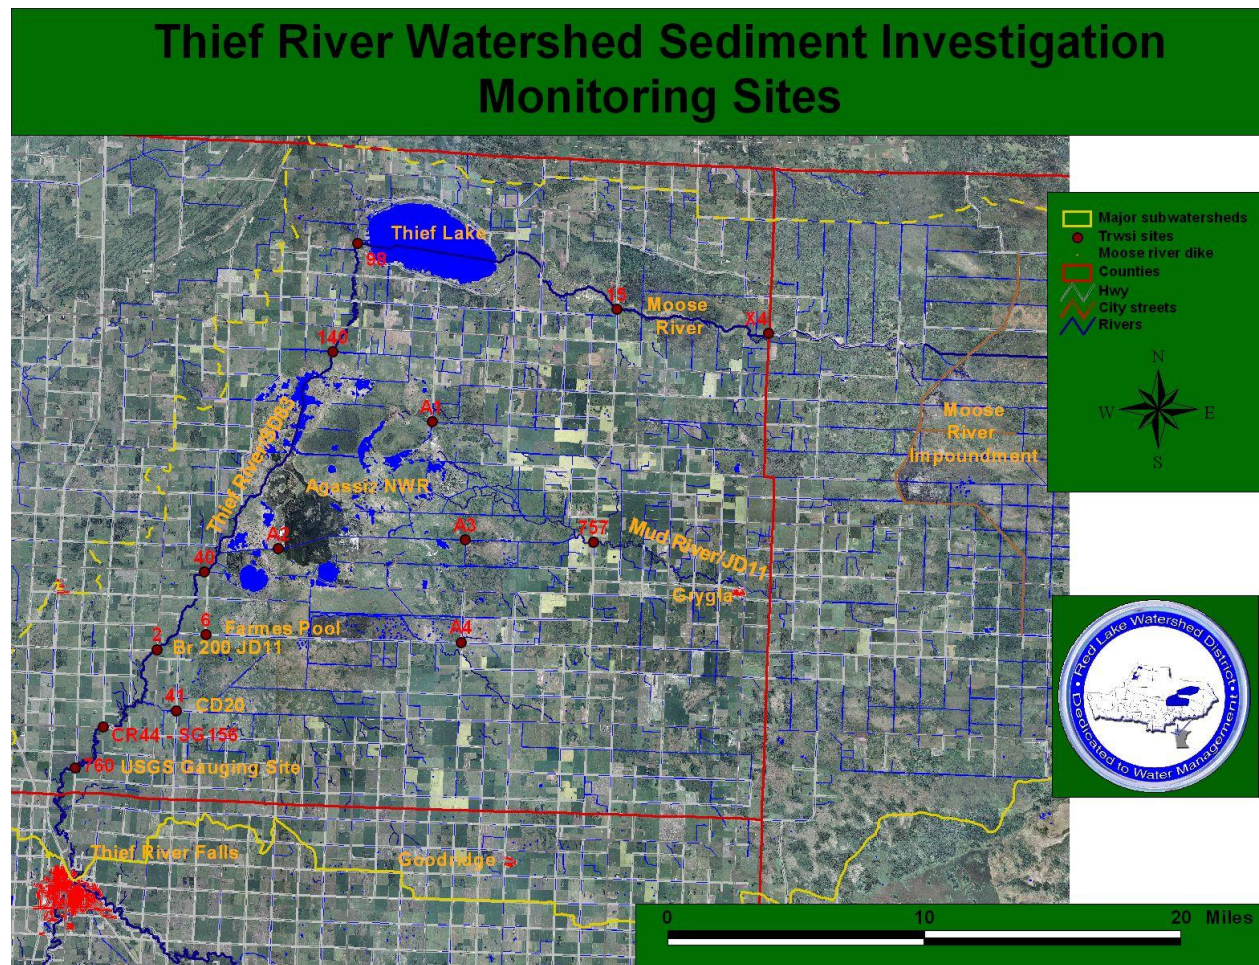 Thief River Watershed Sediment Investigation
Monitoring Sites
Major subwatersheds
Trwsi sites
Moose river dike
Counties
Hwy
City streets
Rivers
N
W
E
S
Thief Lake
98
15
Moose
River
X4
140
A1
Moose
River
Impoundment
Thief River/SD83
Agassiz NWR
A2
A3
757
Mud River/JD11
40
Grygla
6
Farmes Pool
2
Br 200 JD11
A4
41
CD20
CR44 - SG156
760 USGS Gauging Site
Thief River Falls
Goodridge
Red Lake Watershed District
Dedicated to Water Management
0
10
20 Miles